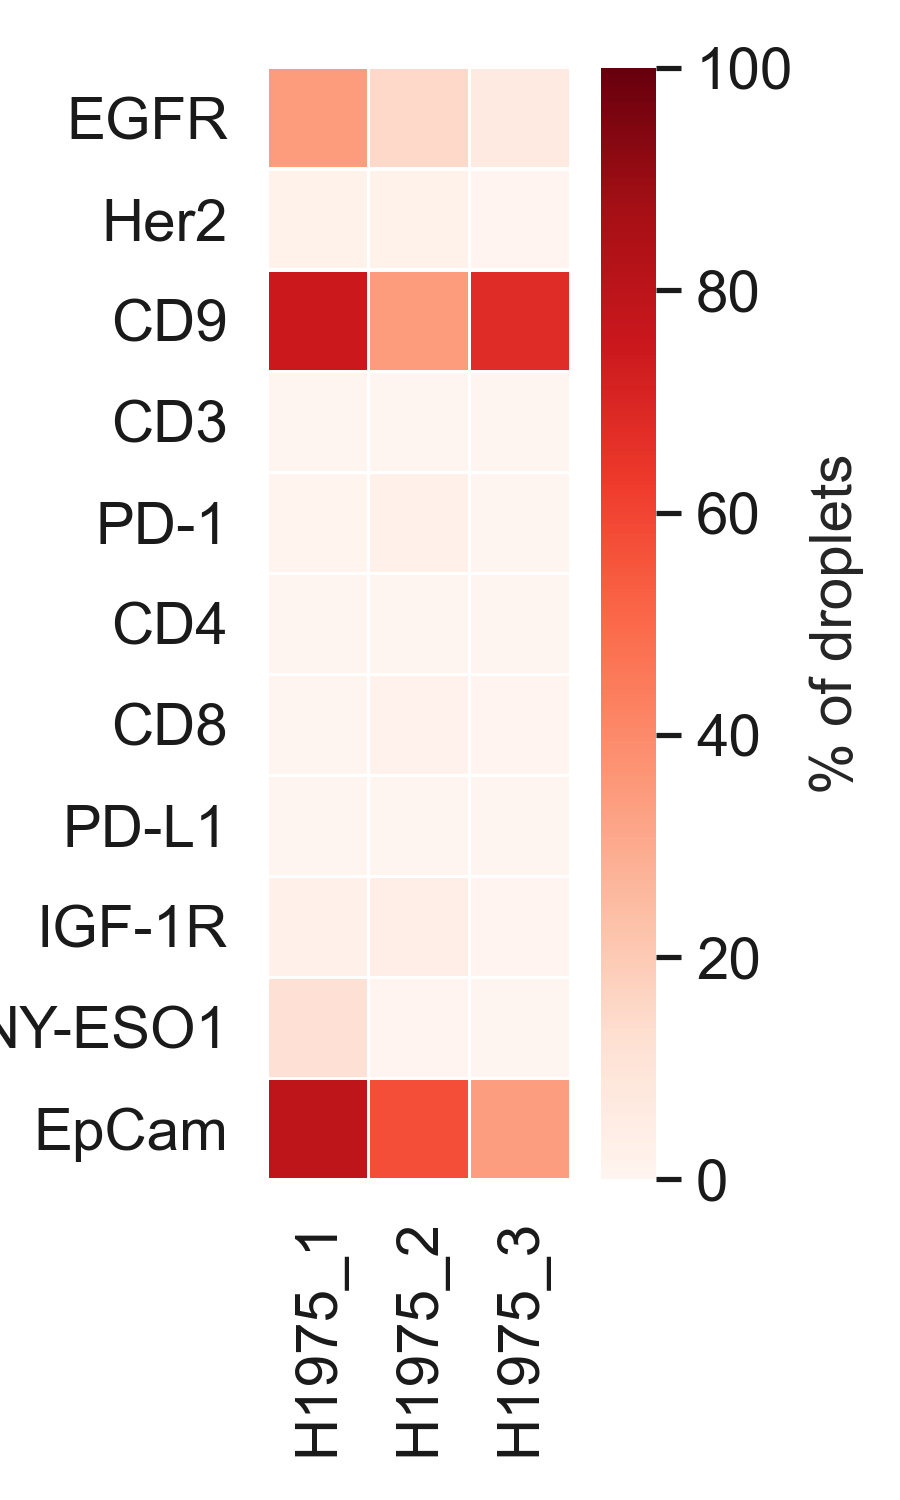 EGFR
Her2
CD9
CD3
PD-1
CD4
CD8
PD-L1
IGF-1R
NY-ESO1
EpCam
H1975_1
H1975_2
H1975_3
100
80
60
40
20
0
% of droplets